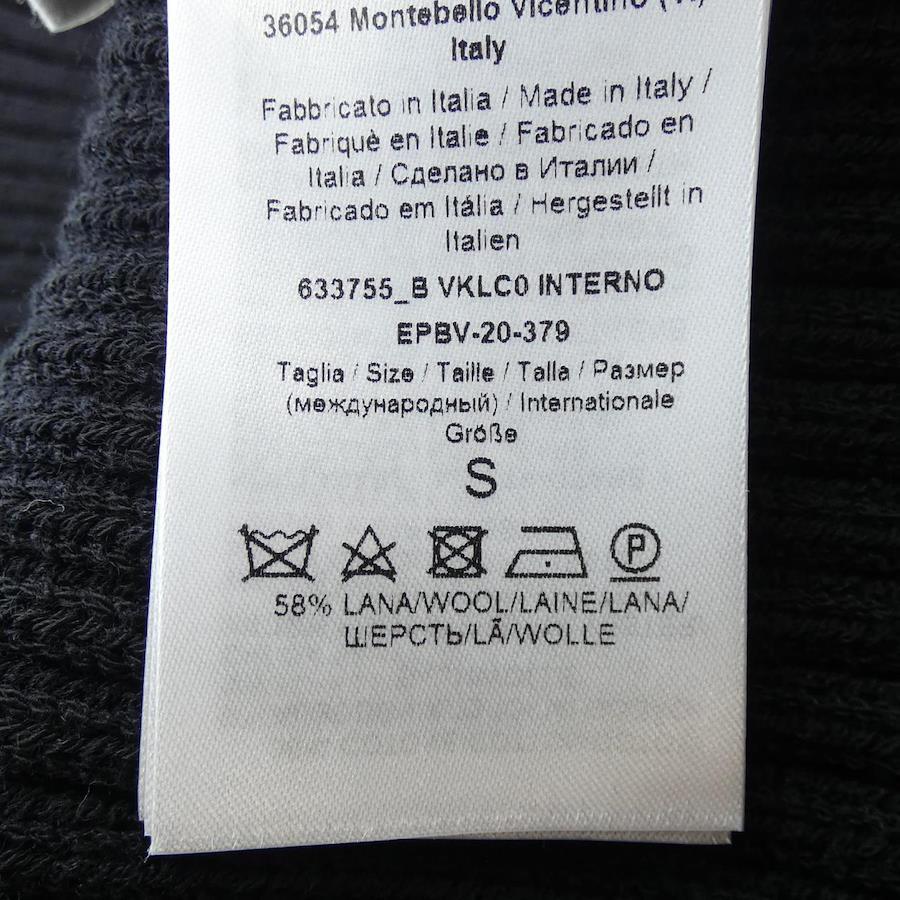 36054 Montebello Vicentino
Italy
Fabbricato in Italia / Made in Italy /
Fabriquè en Italie / Fabricado en
Italia / Сделано в Италии /
Fabricado em Itália / Hergestellt in
Italien
633755_B VKLC0 INTERNO
EPBV-20-379
Taglia / Size / Taille / Talla / Размер
(международный) / Internationale
Größe
S
P
58% LANA/WOOL/LAINE/LANA/
ШЕРСТЬ/LÃ/WOLLE